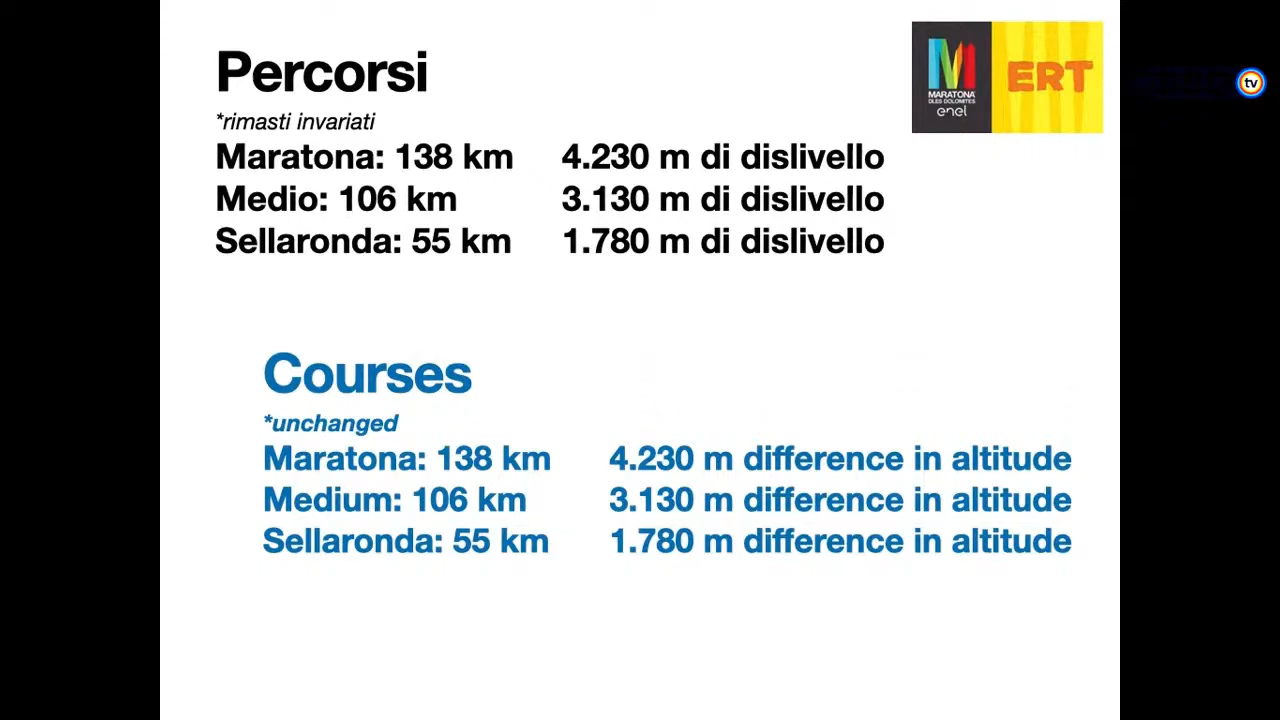 Percorsi
*rimasti invariati
Maratona: 138 km 4.230 m di dislivello
Medio: 106 km 3.130 m di dislivello
Sellaronda: 55 km 1.780 m di dislivello
Courses
*unchanged
Maratona: 138 km 4.230 m difference in altitude
Medium: 106 km 3.130 m difference in altitude
Sellaronda: 55 km 1.780 m difference in altitude
MARATONA
DLES DOLOMITES
enel
ERT
tv